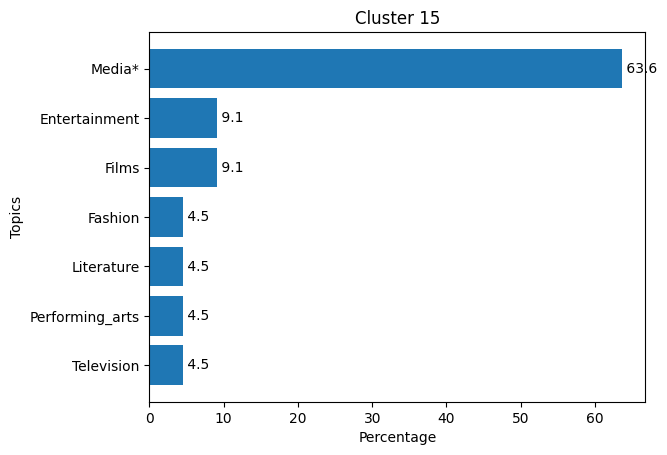 Cluster 15
Topics
Media* 63.6
Entertainment 9.1
Films 9.1
Fashion 4.5
Literature 4.5
Performing_arts 4.5
Television 4.5
0 10 20 30 40 50 60
Percentage